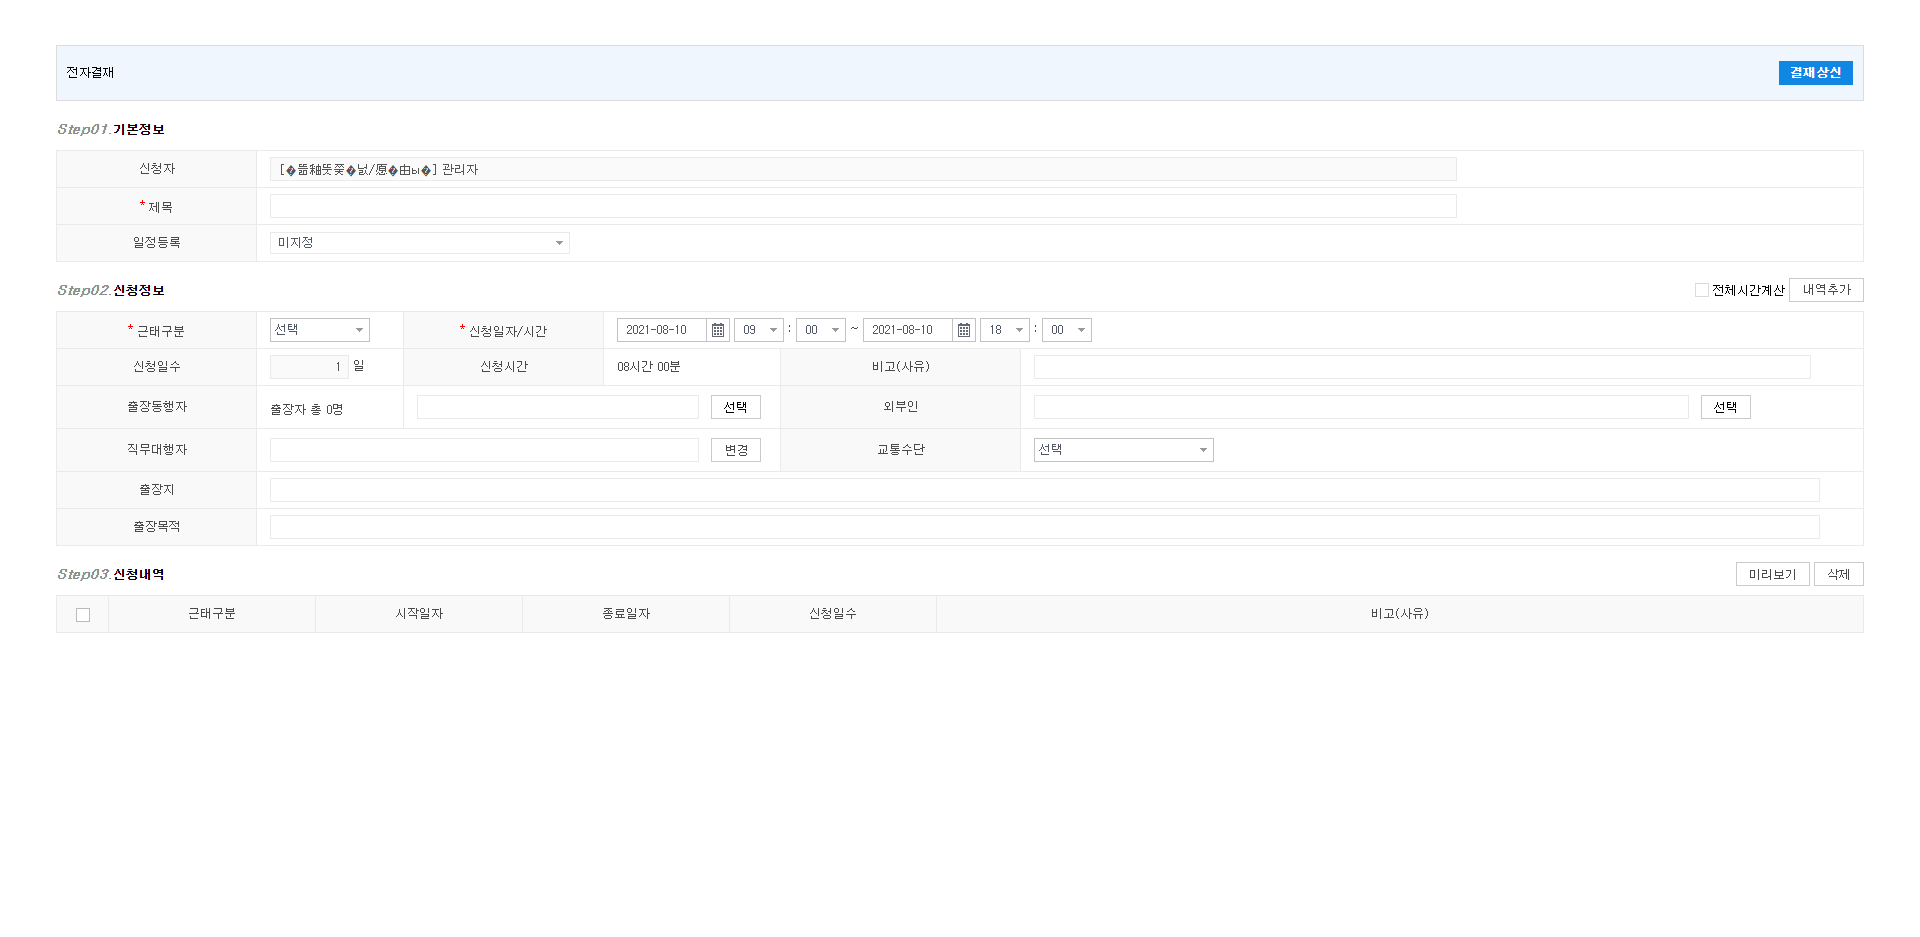 전자결재 결재상신
Step01.기본정보
신청자 [�뜲釉뚯쭞�넔/愿�由ы�] 관리자
* 제목
일정등록 미지정
Step02.신청정보 전체시간계산 내역추가
* 근태구분 선택 * 신청일자/시간 2021-08-10 09 : 00 ~ 2021-08-10 18 : 00
신청일수 1 일 신청시간 08시간 00분 비고(사유)
출장동행자 출장자 총 0명 선택 외부인 선택
직무대행자 변경 교통수단 선택
출장지
출장목적
Step03.신청내역 미리보기 삭제
근태구분 시작일자 종료일자 신청일수 비고(사유)